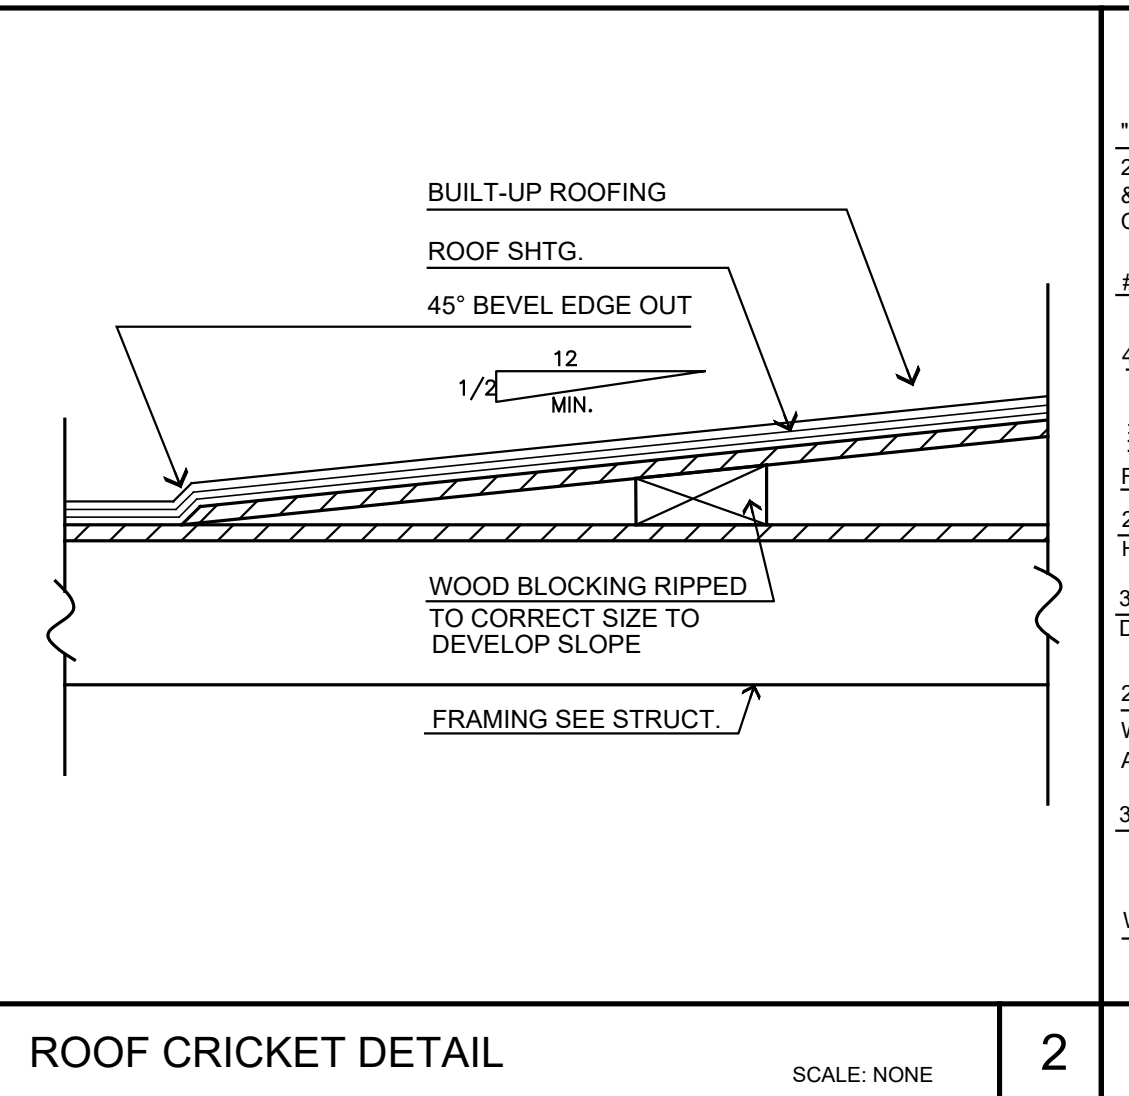 BUILT-UP ROOFING
ROOF SHTG.
45° BEVEL EDGE OUT
12
1/2
MIN.
WOOD BLOCKING RIPPED
TO CORRECT SIZE TO
DEVELOP SLOPE
FRAMING SEE STRUCT.
ROOF CRICKET DETAIL
SCALE: NONE
2